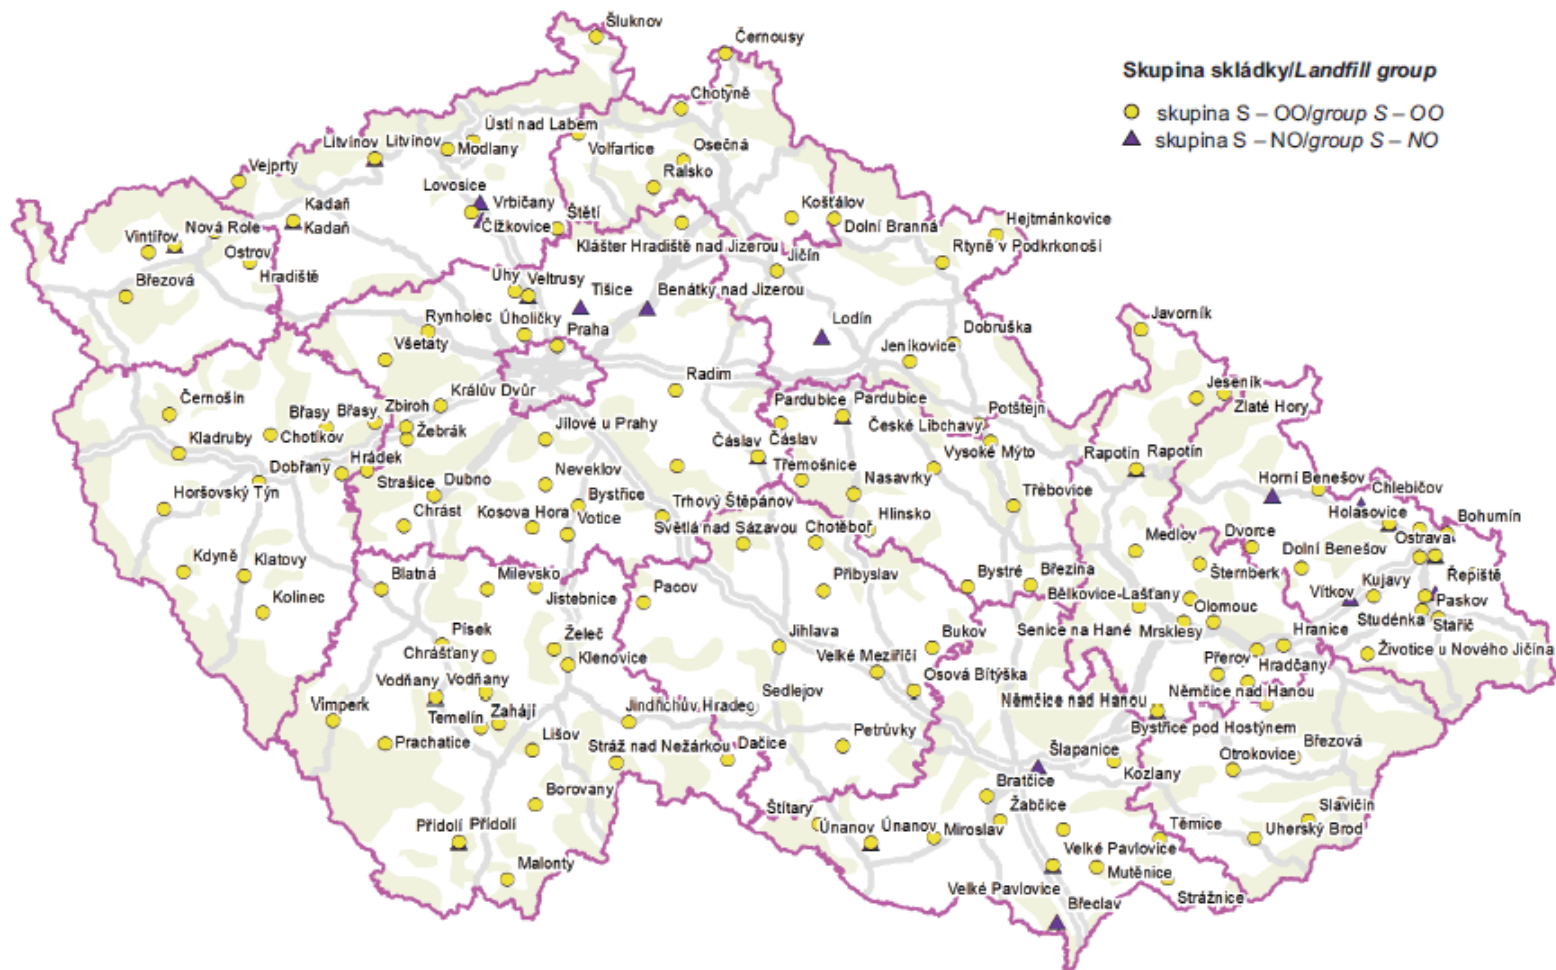 Šluknov
Černousy
Skupina skládky/Landfill group
skupina S – OO/group S – OO
skupina S – NO/group S – NO
Chotyně
Ústí nad Labem
Litvínov
Litvínov
Modlany
Volfartice
Osečná
Vejprty
Ralsko
Lovosice
Vrbičany
Kadaň
Kadaň
Čížkovice
Štětí
Košťálov
Dolní Branná
Hejtmánkovice
Nová Role
Vintířov
Ostrov
Hradiště
Klášter Hradiště nad Jizerou
Rtyně v Podkrkonoší
Jičín
Březová
Úhy
Veltrusy
Tišice
Benátky nad Jizerou
Rynholec
Úholičky
Praha
Lodín
Dobruška
Javorník
Všetaty
Jeníkovice
Radim
Jeseník
Zlaté Hory
Králův Dvůr
Černošín
Břasy
Břasy
Zbiroh
Pardubice
Pardubice
Potštejn
České Libchavy
Kladruby
Chotíkov
Žebrák
Jílové u Prahy
Čáslav
Čáslav
Vysoké Mýto
Rapotín
Rapotín
Dobřany
Hrádek
Třemošnice
Nasavrky
Horní Benešov
Chlebičov
Horšovský Týn
Strašice
Dubno
Neveklov
Třebovice
Holasovice
Bohumín
Chrást
Kosova Hora
Bystřice
Votice
Trhový Štěpánov
Světlá nad Sázavou
Chotěboř
Hlinsko
Medlov
Dvorce
Ostrava
Dolní Benešov
Kdyně
Klatovy
Blatná
Milevsko
Jistebnice
Pacov
Přibyslav
Bystré
Březina
Šternberk
Řepiště
Vítkov
Kujavy
Kolinec
Bělkovice-Lašťany
Olomouc
Paskov
Studénka
Staříč
Písek
Chrášťany
Želeč
Klenovice
Jihlava
Bukov
Senice na Hané
Mrsklesy
Hranice
Hradčany
Životice u Nového Jičína
Velké Meziříčí
Přerov
Vodňany
Vodňany
Osová Bítýška
Němčice nad Hanou
Němčice nad Hanou
Vimperk
Temelín
Zahájí
Jindřichův Hradec
Sedlejov
Bystřice pod Hostýnem
Prachatice
Lišov
Stráž nad Nežárkou
Dačice
Petrůvky
Šlapanice
Kozlany
Otrokovice
Březová
Borovany
Bratčice
Žabčice
Štítary
Slavičín
Přídolí
Přídolí
Únanov
Únanov
Miroslav
Těmice
Uherský Brod
Malonty
Velké Pavlovice
Mutěnice
Velké Pavlovice
Strážnice
Břeclav